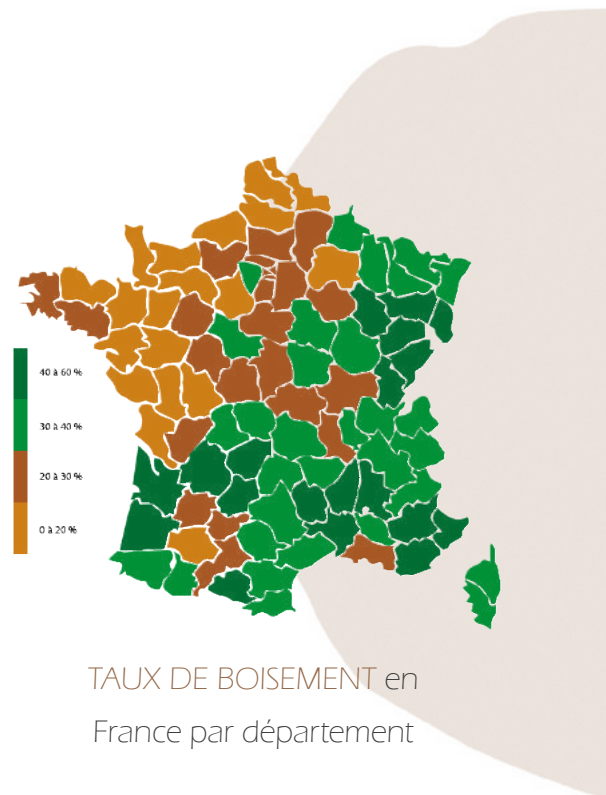 40 à 60 %
30 à 40 %
20 à 30 %
0 à 20 %
TAUX DE BOISEMENT en
France par département